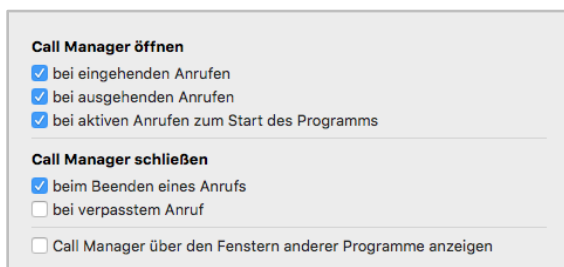 Call Manager öffnen
bei eingehenden Anrufen
bei ausgehenden Anrufen
bei aktiven Anrufen zum Start des Programms
Call Manager schließen
beim Beenden eines Anrufs
bei verpasstem Anruf
Call Manager über den Fenstern anderer Programme anzeigen